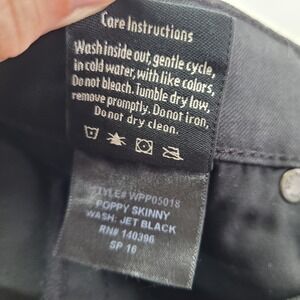 Care Instructions
Wash inside out, gentle cycle,
in cold water, with like colors,
Do not bleach. Tumble dry low,
remove promptly. Do not iron,
Do not dry clean.
STYLE# WPP05018
POPPY SKINNY
WASH: JET BLACK
RN# 140396
SP 16